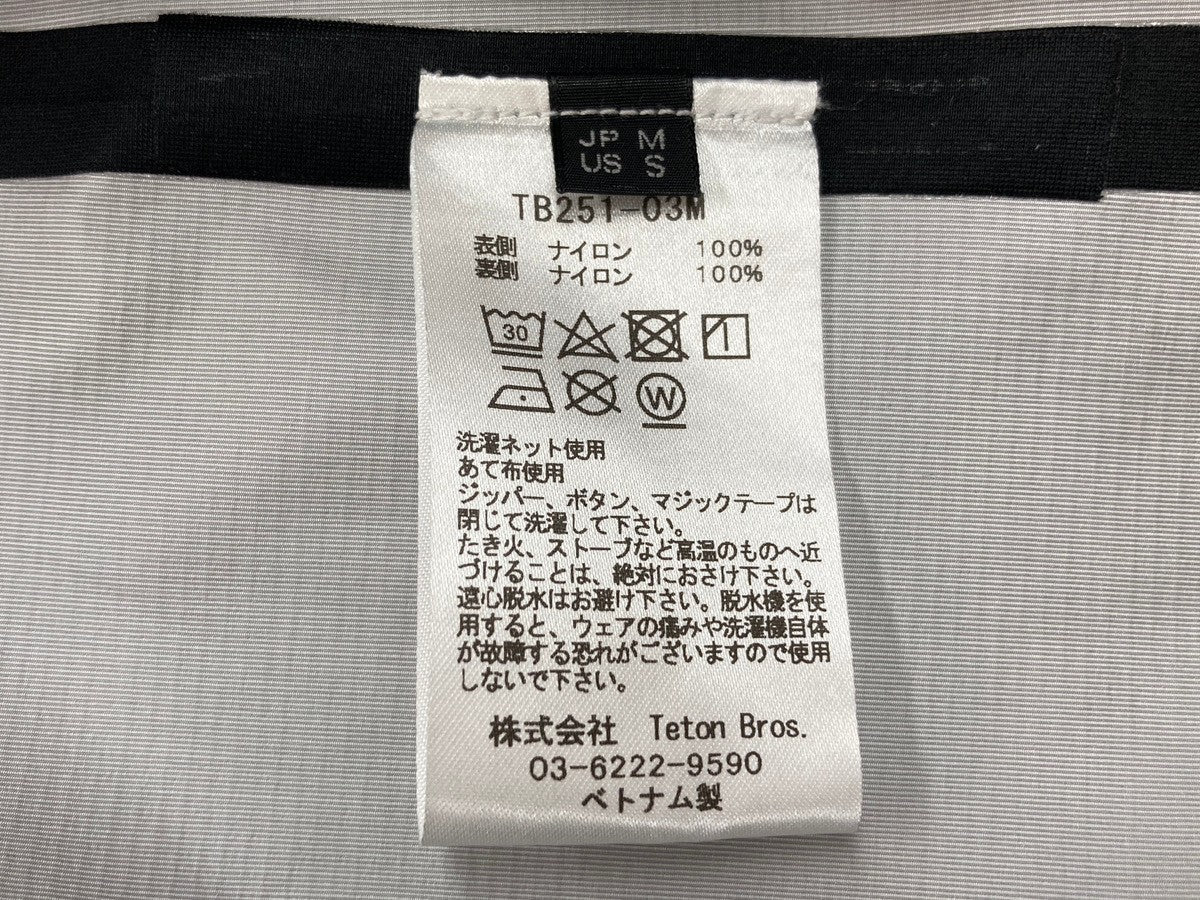 JP M
US S
TB251-03M
表側 ナイロン 100%
裏側 ナイロン 100%
30
1
W
洗濯ネット使用
あて布使用
ジッパー、ボタン、マジックテープは
閉じて洗濯して下さい。
たき火、ストーブなど高温のものへ近
づけることは、絶対におさけ下さい。
遠心脱水はお避け下さい。脱水機を使
用すると、ウェアの痛みや洗濯機自体
が故障する恐れがございますので使用
しないで下さい。
株式会社 Teton Bros.
03-6222-9590
ベトナム製